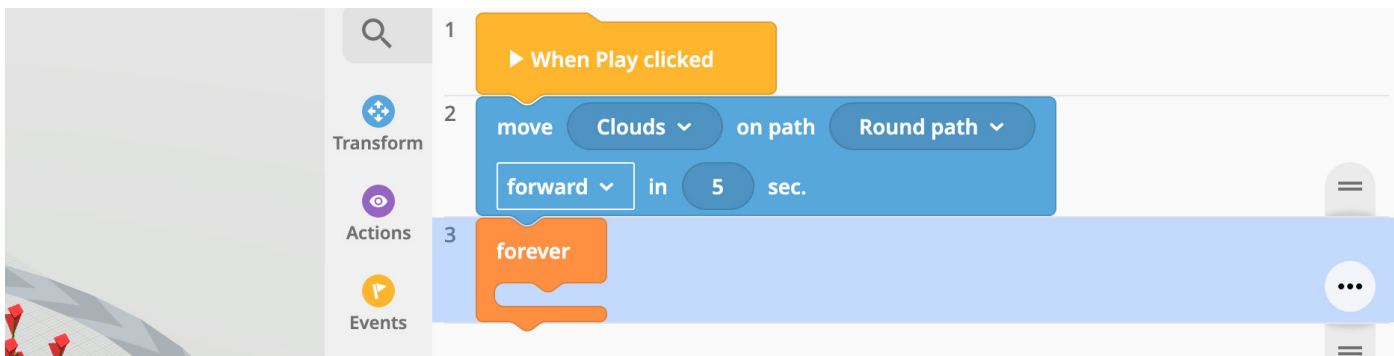 1
When Play clicked
2
move Clouds on path Round path
forward in 5 sec.
3
forever
Transform
Actions
Events